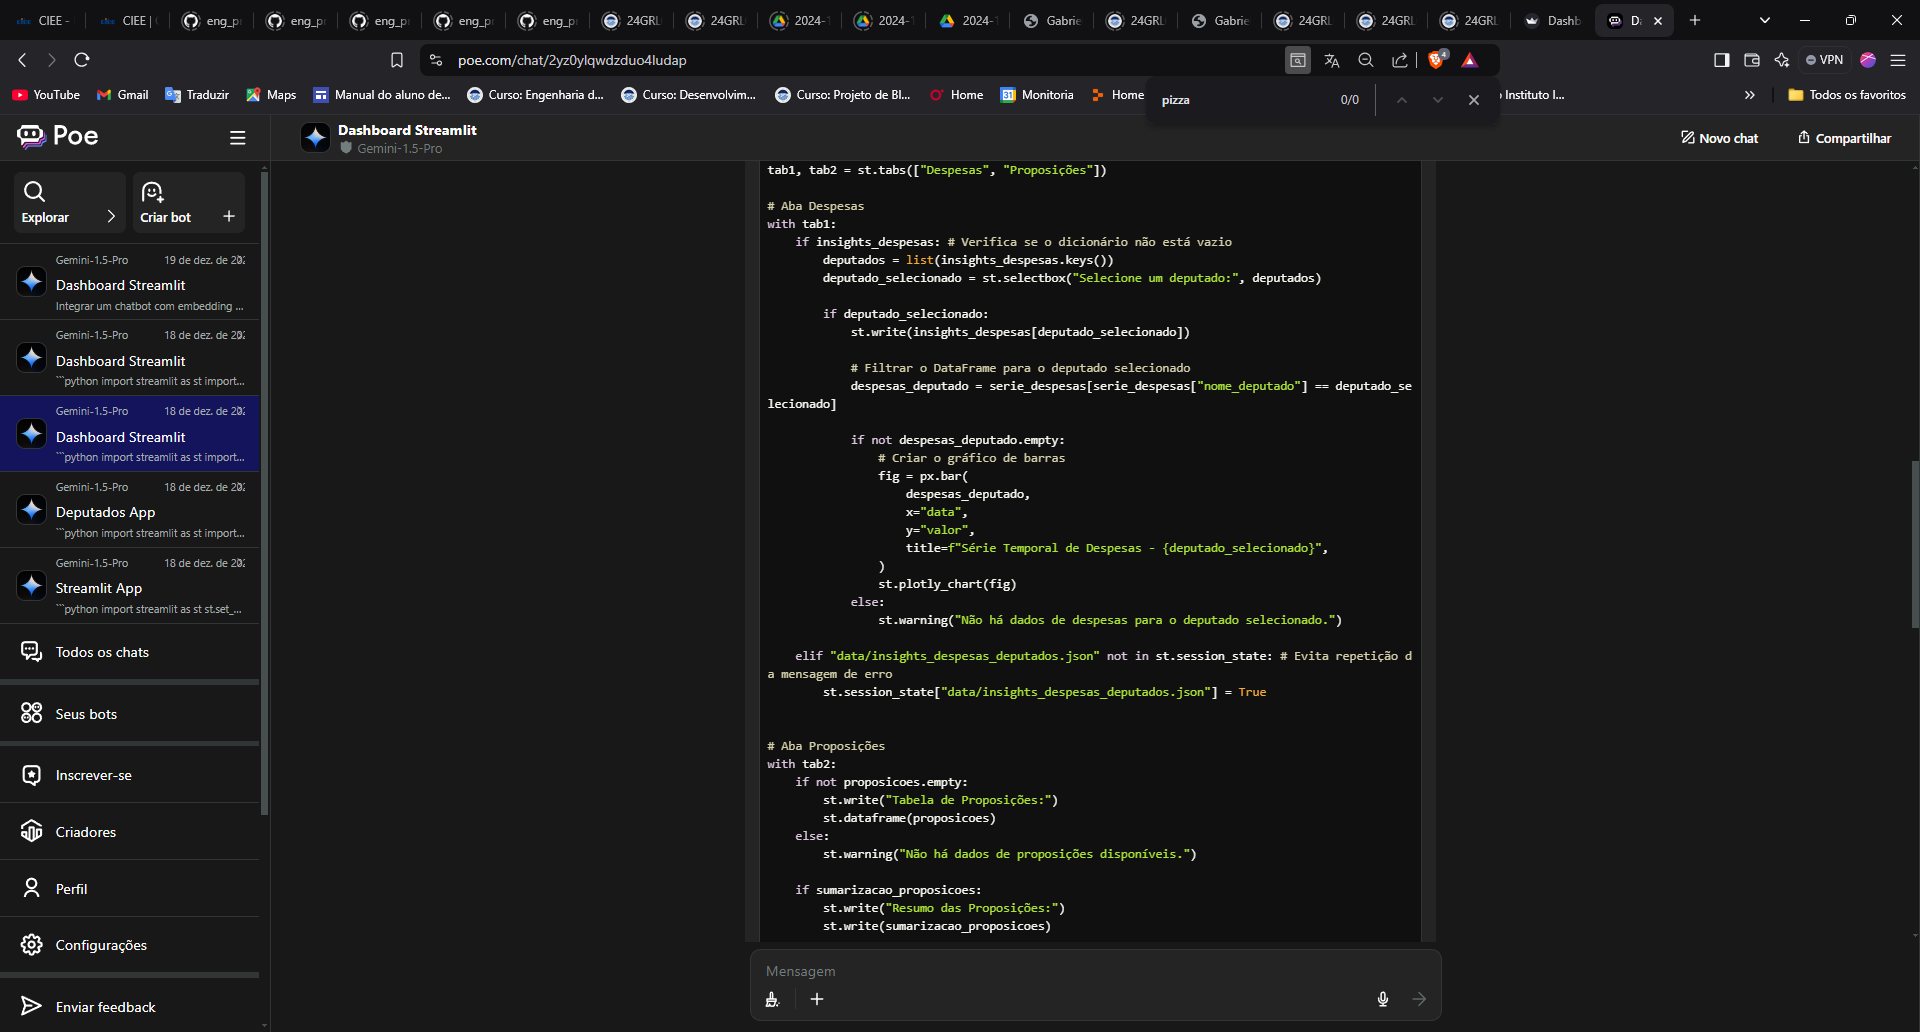 CIEE -
CIEE | (
eng_p
eng_p
eng_p
eng_p
eng_p
24GRL
24GRL
2024-1
2024-1
2024-1
Gabrie
24GRL
Gabrie
24GRL
24GRL
24GRL
Dashb
D
poe.com/chat/2yz0ylqwdzduo4ludap
4
VPN
YouTube
Gmail
Traduzir
Maps
Manual do aluno de...
Curso: Engenharia d...
Curso: Desenvolvim...
Curso: Projeto de Bl...
Home
31 Monitoria
Home
Instituto I...
Todos os favoritos
pizza
0/0
Poe
Dashboard Streamlit
Gemini-1.5-Pro
Novo chat
Compartilhar
Explorar
Criar bot
Gemini-1.5-Pro 19 de dez. de 202
Dashboard Streamlit
Integrar um chatbot com embedding ...
Gemini-1.5-Pro 18 de dez. de 202
Dashboard Streamlit
```python import streamlit as st import...
Gemini-1.5-Pro 18 de dez. de 202
Dashboard Streamlit
```python import streamlit as st import...
Gemini-1.5-Pro 18 de dez. de 202
Deputados App
```python import streamlit as st import...
Gemini-1.5-Pro 18 de dez. de 202
Streamlit App
```python import streamlit as st st.set_...
Todos os chats
Seus bots
Inscrever-se
Criadores
Perfil
Configurações
Enviar feedback
tab1, tab2 = st.tabs(["Despesas", "Proposições"])
# Aba Despesas
with tab1:
    if insights_despesas: # Verifica se o dicionário não está vazio
        deputados = list(insights_despesas.keys())
        deputado_selecionado = st.selectbox("Selecione um deputado:", deputados)
        if deputado_selecionado:
            st.write(insights_despesas[deputado_selecionado])
            # Filtrar o DataFrame para o deputado selecionado
            despesas_deputado = serie_despesas[serie_despesas["nome_deputado"] == deputado_se
lecionado]
            if not despesas_deputado.empty:
                # Criar o gráfico de barras
                fig = px.bar(
                    despesas_deputado,
                    x="data",
                    y="valor",
                    title=f"Série Temporal de Despesas - {deputado_selecionado}",
                )
                st.plotly_chart(fig)
            else:
                st.warning("Não há dados de despesas para o deputado selecionado.")
    elif "data/insights_despesas_deputados.json" not in st.session_state: # Evita repetição d
a mensagem de erro
        st.session_state["data/insights_despesas_deputados.json"] = True
# Aba Proposições
with tab2:
    if not proposicoes.empty:
        st.write("Tabela de Proposições:")
        st.dataframe(proposicoes)
    else:
        st.warning("Não há dados de proposições disponíveis.")
    if sumarizacao_proposicoes:
        st.write("Resumo das Proposições:")
        st.write(sumarizacao_proposicoes)
Mensagem